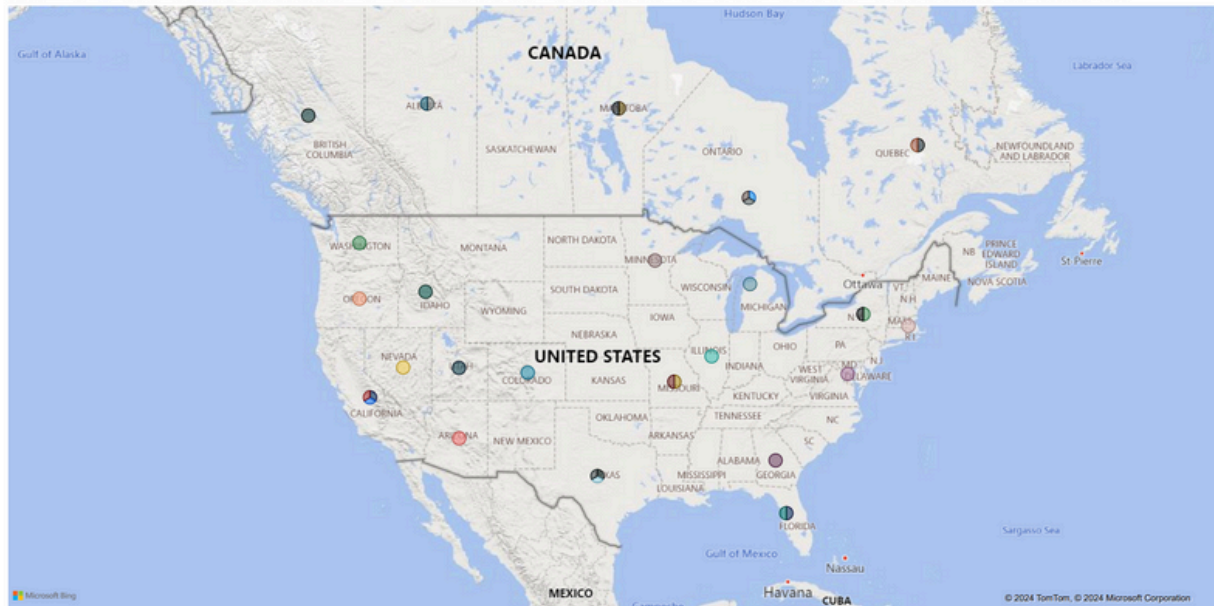 Hudson Bay
CANADA
Gulf of Alaska
Labrador Sea
BRITISH
COLUMBIA
SASKATCHEWAN
ONTARIO
QUEBEC
NEWFOUNDLAND
AND LABRADOR
NB
PRINCE
EDWARD
ISLAND
NOVA SCOTIA
St Pierre
Ottawa
MAINE
VT
N H
RI
MONTANA
NORTH DAKOTA
SOUTH DAKOTA
WISCONSIN
MICHIGAN
IDAHO
WYOMING
IOWA
NEBRASKA
NEVADA
UNITED STATES
INDIANA
OHIO
PA
NJ
MD
DELAWARE
WEST
VIRGINIA
VIRGINIA
KANSAS
KENTUCKY
CALIFORNIA
NEW MEXICO
OKLAHOMA
ARKANSAS
TENNESSEE
NC
SC
ALABAMA
GEORGIA
MISSISSIPPI
LOUISIANA
FLORIDA
Gulf of Mexico
Sargasso Sea
Nassau
Havana
CUBA
MEXICO
Microsoft Bing
© 2024 TomTom, © 2024 Microsoft Corporation